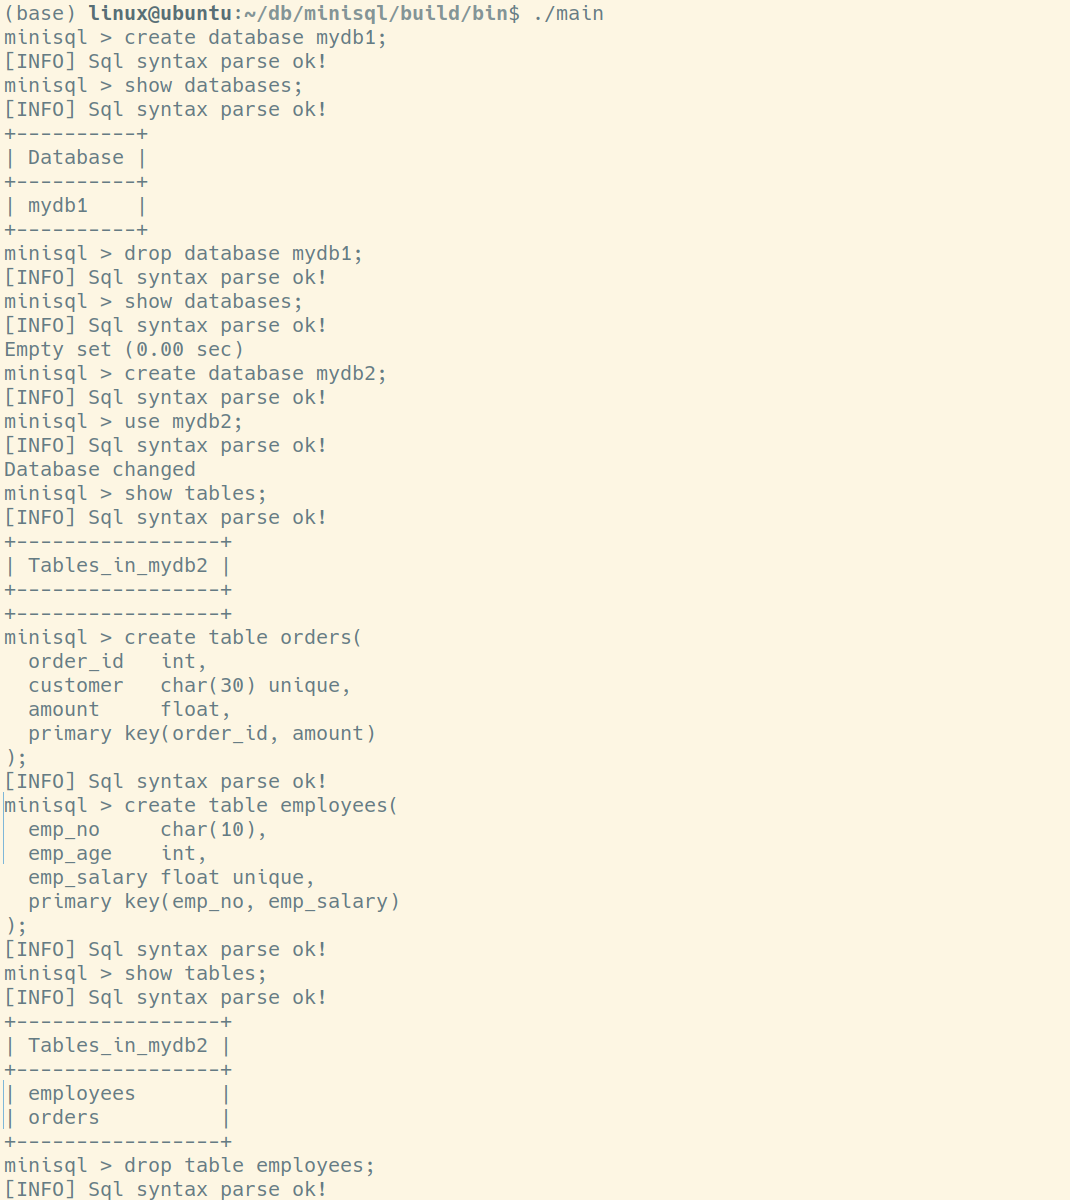 (base) linux@ubuntu:~/db/minisql/build/bin$ ./main
minisql > create database mydb1;
[INFO] Sql syntax parse ok!
minisql > show databases;
[INFO] Sql syntax parse ok!
+----------+
| Database |
+----------+
| mydb1    |
+----------+
minisql > drop database mydb1;
[INFO] Sql syntax parse ok!
minisql > show databases;
[INFO] Sql syntax parse ok!
Empty set (0.00 sec)
minisql > create database mydb2;
[INFO] Sql syntax parse ok!
minisql > use mydb2;
[INFO] Sql syntax parse ok!
Database changed
minisql > show tables;
[INFO] Sql syntax parse ok!
+-----------------+
| Tables_in_mydb2 |
+-----------------+
+-----------------+
minisql > create table orders(
  order_id   int,
  customer   char(30) unique,
  amount     float,
  primary key(order_id, amount)
);
[INFO] Sql syntax parse ok!
minisql > create table employees(
  emp_no     char(10),
  emp_age    int,
  emp_salary float unique,
  primary key(emp_no, emp_salary)
);
[INFO] Sql syntax parse ok!
minisql > show tables;
[INFO] Sql syntax parse ok!
+-----------------+
| Tables_in_mydb2 |
+-----------------+
| employees       |
| orders          |
+-----------------+
minisql > drop table employees;
[INFO] Sql syntax parse ok!